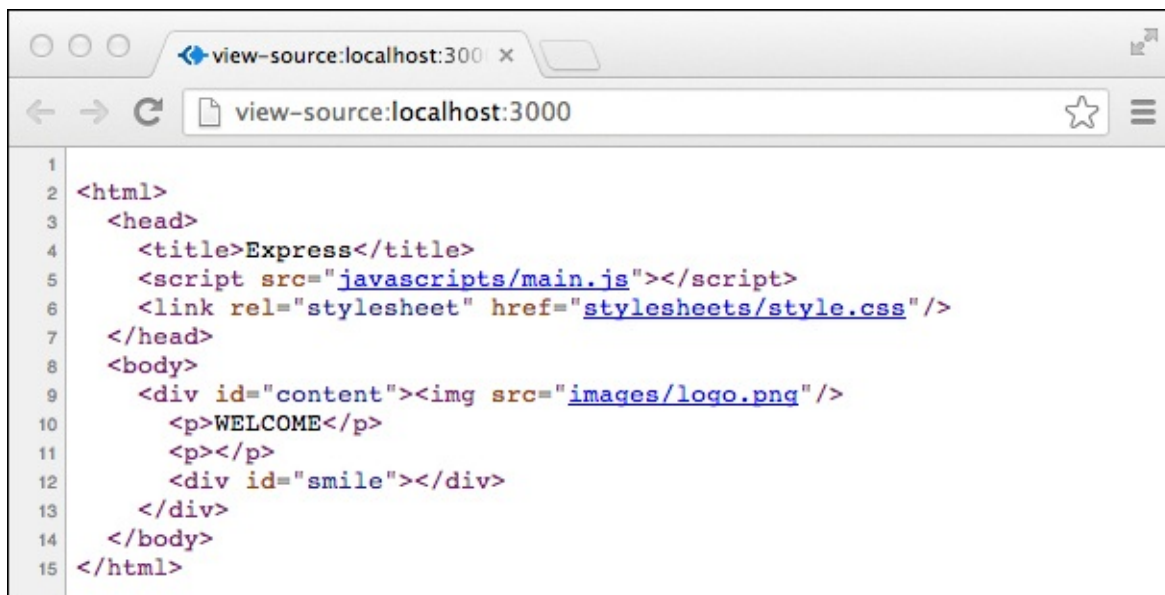 view-source:localhost:300
view-source:localhost:3000
1
2 <html>
3   <head>
4     <title>Express</title>
5     <script src="javascripts/main.js"></script>
6     <link rel="stylesheet" href="stylesheets/style.css"/>
7   </head>
8   <body>
9     <div id="content"><img src="images/logo.png"/>
10       <p>WELCOME</p>
11       <p></p>
12       <div id="smile"></div>
13     </div>
14   </body>
15 </html>